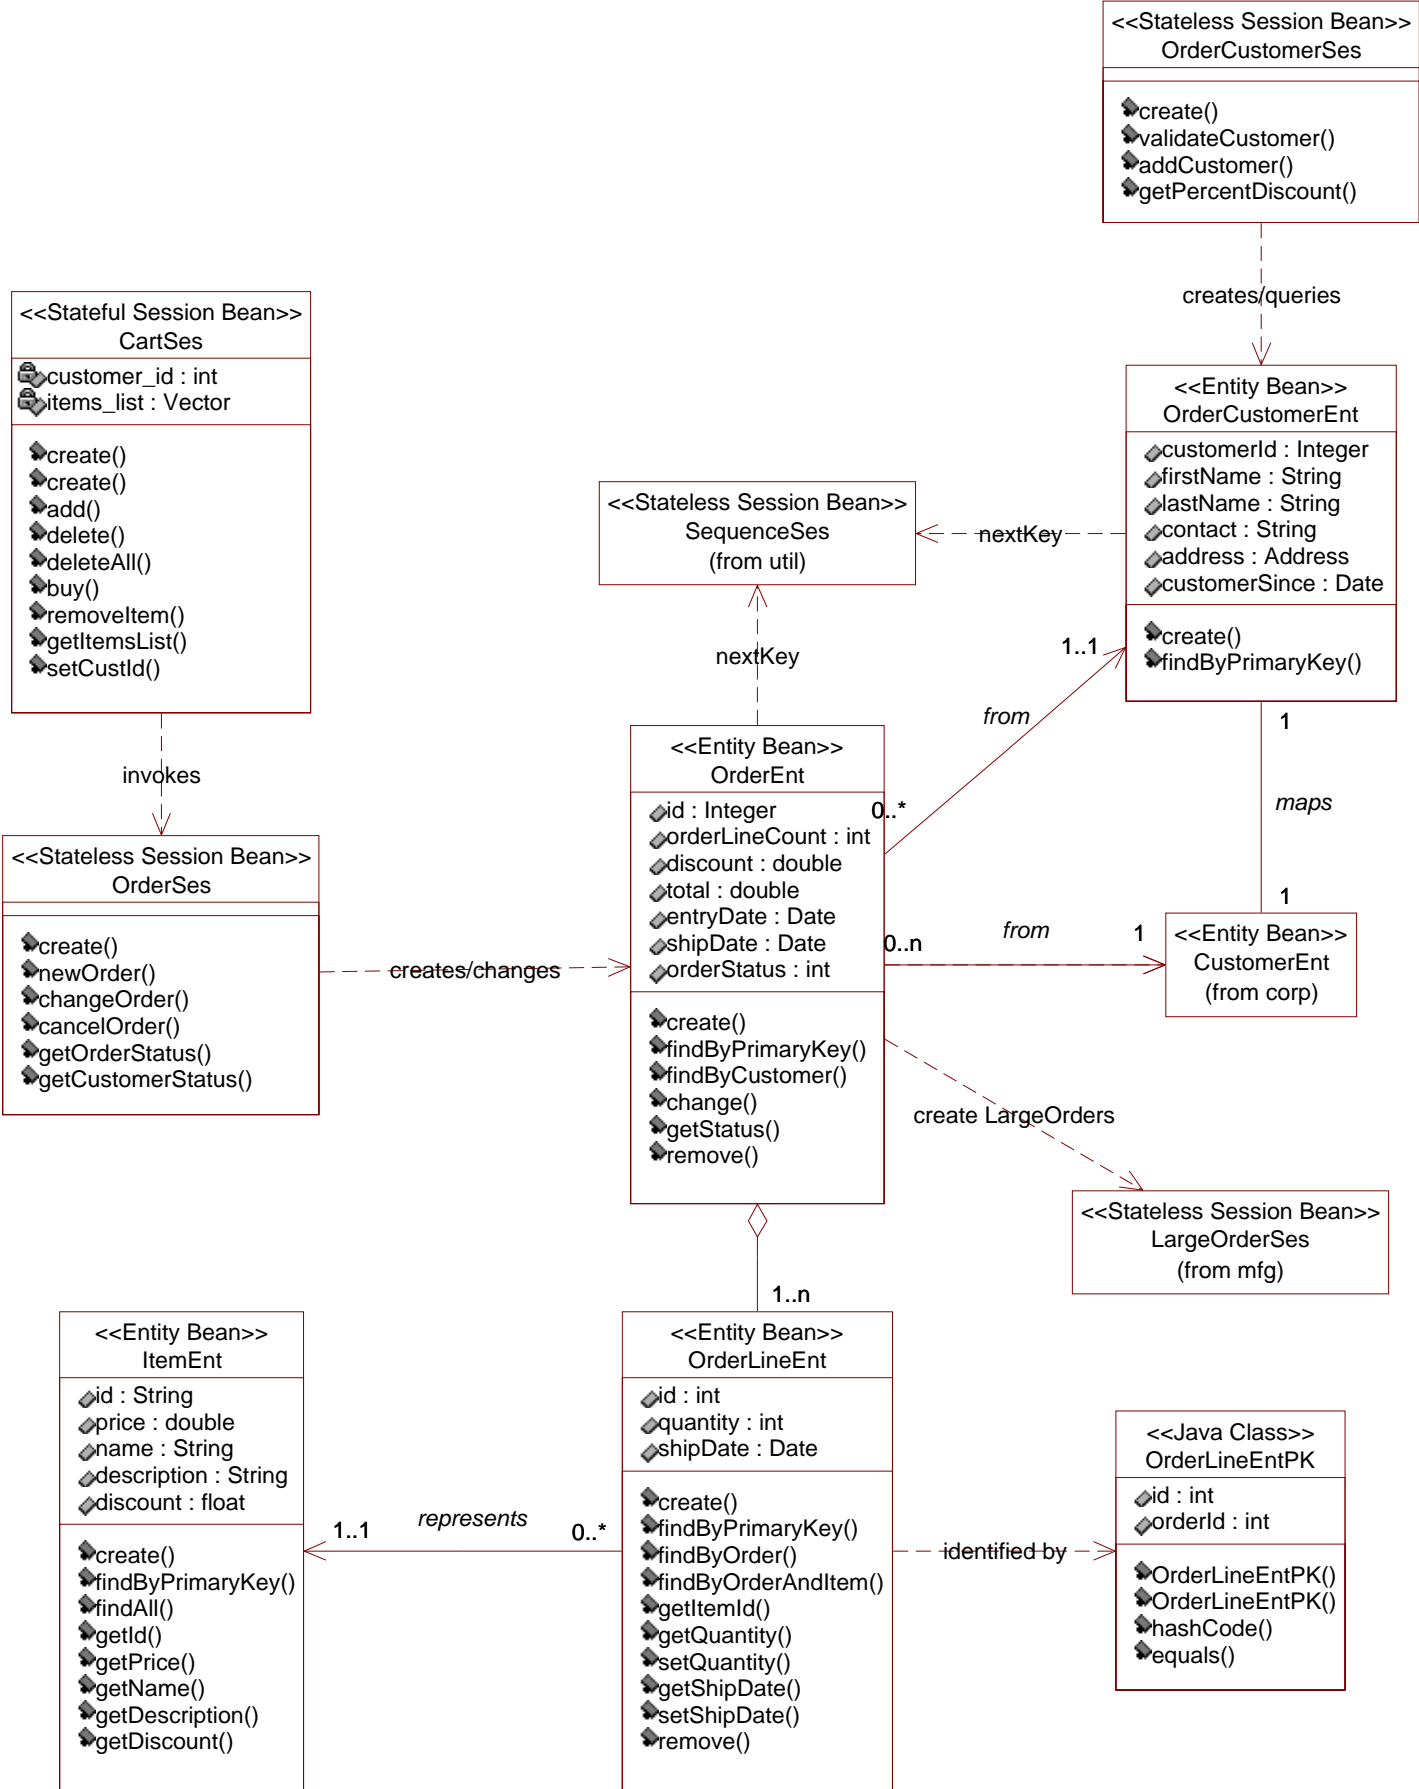 <<Stateless Session Bean>>
OrderCustomerSes
create()
validateCustomer()
addCustomer()
getPercentDiscount()
creates/queries
<<Stateful Session Bean>>
CartSes
customer_id : int
items_list : Vector
create()
create()
add()
delete()
deleteAll()
buy()
removeItem()
getItemsList()
setCustId()
invokes
<<Entity Bean>>
OrderCustomerEnt
customerId : Integer
firstName : String
lastName : String
contact : String
address : Address
customerSince : Date
create()
findByPrimaryKey()
<<Stateless Session Bean>>
SequenceSes
(from util)
nextKey
nextKey
1..1
from
0..*
1
maps
1
<<Stateless Session Bean>>
OrderSes
create()
newOrder()
changeOrder()
cancelOrder()
getOrderStatus()
getCustomerStatus()
creates/changes
<<Entity Bean>>
OrderEnt
id : Integer
orderLineCount : int
discount : double
total : double
entryDate : Date
shipDate : Date
orderStatus : int
create()
findByPrimaryKey()
findByCustomer()
change()
getStatus()
remove()
0..n
from
1
<<Entity Bean>>
CustomerEnt
(from corp)
create LargeOrders
<<Stateless Session Bean>>
LargeOrderSes
(from mfg)
1..n
<<Entity Bean>>
ItemEnt
id : String
price : double
name : String
description : String
discount : float
create()
findByPrimaryKey()
findAll()
getId()
getPrice()
getName()
getDescription()
getDiscount()
1..1
represents
0..*
<<Entity Bean>>
OrderLineEnt
id : int
quantity : int
shipDate : Date
create()
findByPrimaryKey()
findByOrder()
findByOrderAndItem()
getItemId()
getQuantity()
setQuantity()
getShipDate()
setShipDate()
remove()
identified by
<<Java Class>>
OrderLineEntPK
id : int
orderId : int
OrderLineEntPK()
OrderLineEntPK()
hashCode()
equals()